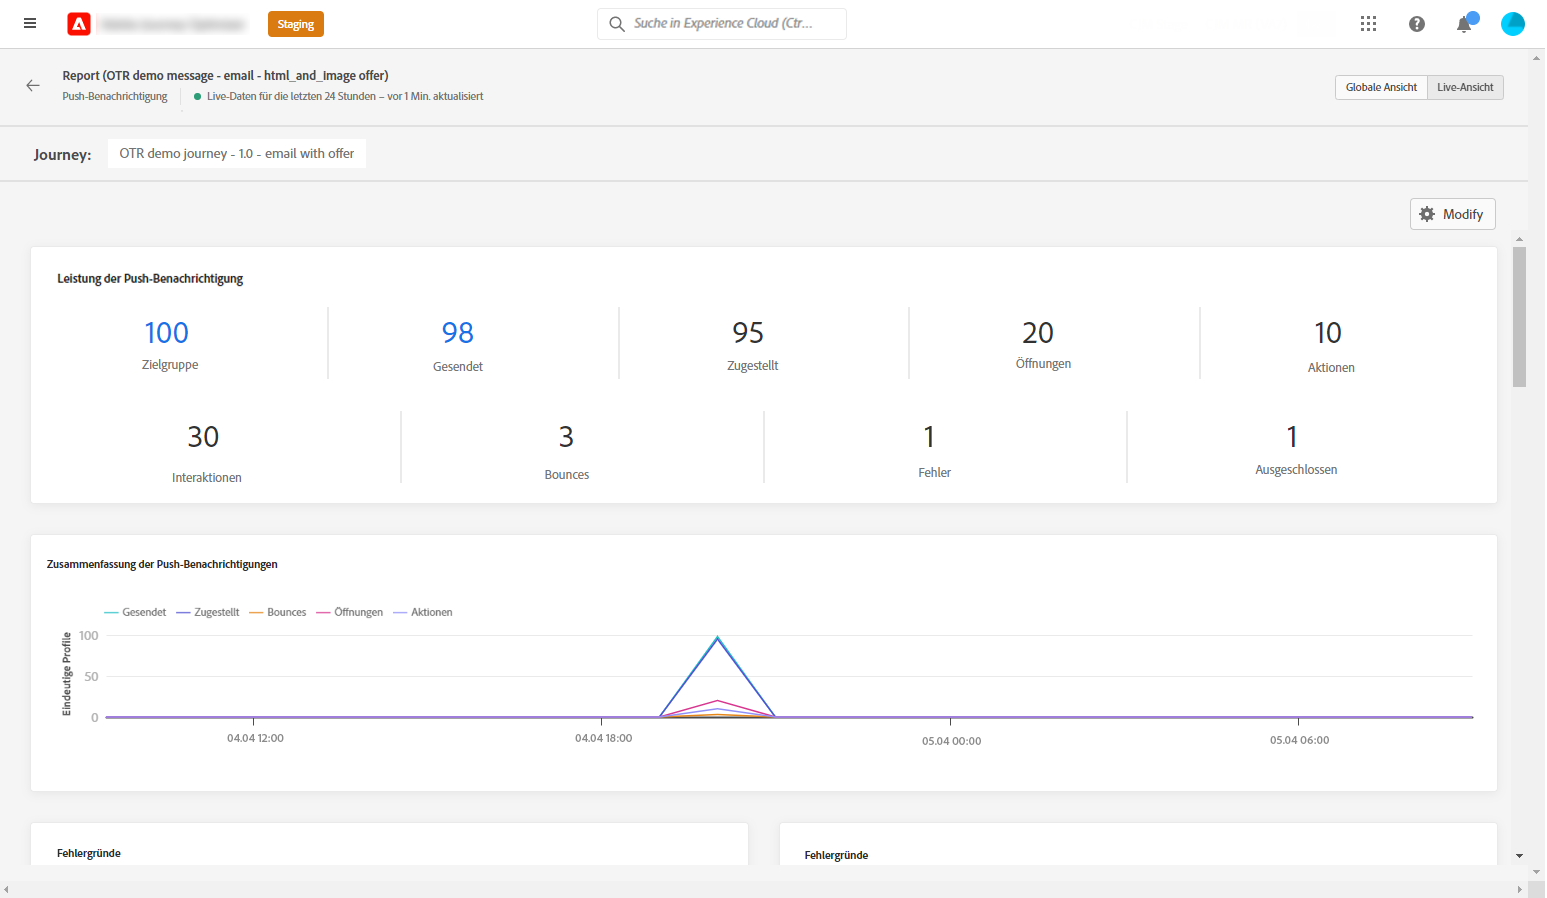 Staging
Suche in Experience Cloud (Ctr...
Report (OTR demo message - email - html_and_image offer)
Push-Benachrichtigung
Live-Daten für die letzten 24 Stunden – vor 1 Min. aktualisiert
Globale Ansicht
Live-Ansicht
Journey:
OTR demo journey - 1.0 - email with offer
Modify
Leistung der Push-Benachrichtigung
100
Zielgruppe
98
Gesendet
95
Zugestellt
20
Öffnungen
10
Aktionen
30
Interaktionen
3
Bounces
1
Fehler
1
Ausgeschlossen
Zusammenfassung der Push-Benachrichtigungen
Gesendet Zugestellt Bounces Öffnungen Aktionen
Eindeutige Profile
100
50
0
04.04 12:00
04.04 18:00
05.04 00:00
05.04 06:00
Fehlergründe
Fehlergründe